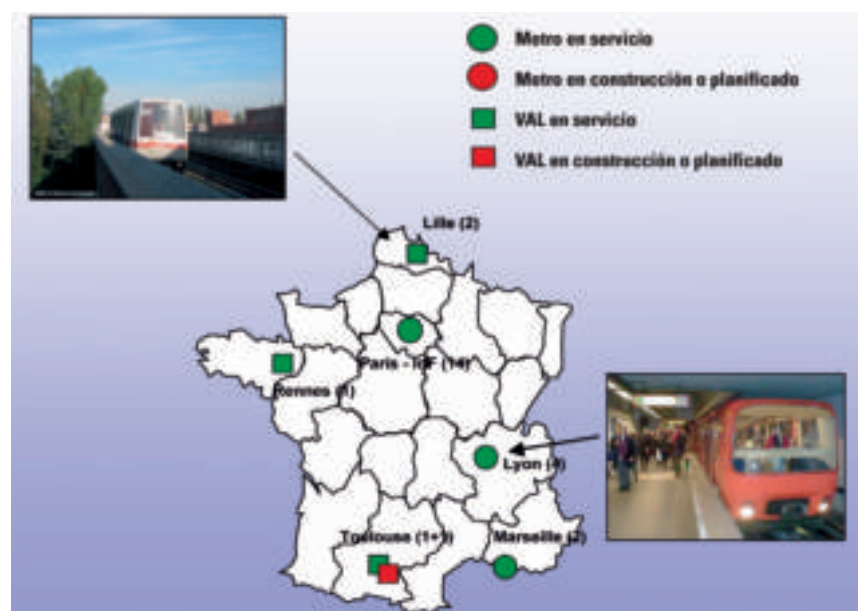 Metro en servicio
Metro en construcción o planificado
VAL en servicio
VAL en construcción o planificado
Lille (2)
Paris - IdF (14)
Rennes (1)
Lyon (4)
Toulouse (1+1)
Marseille (2)